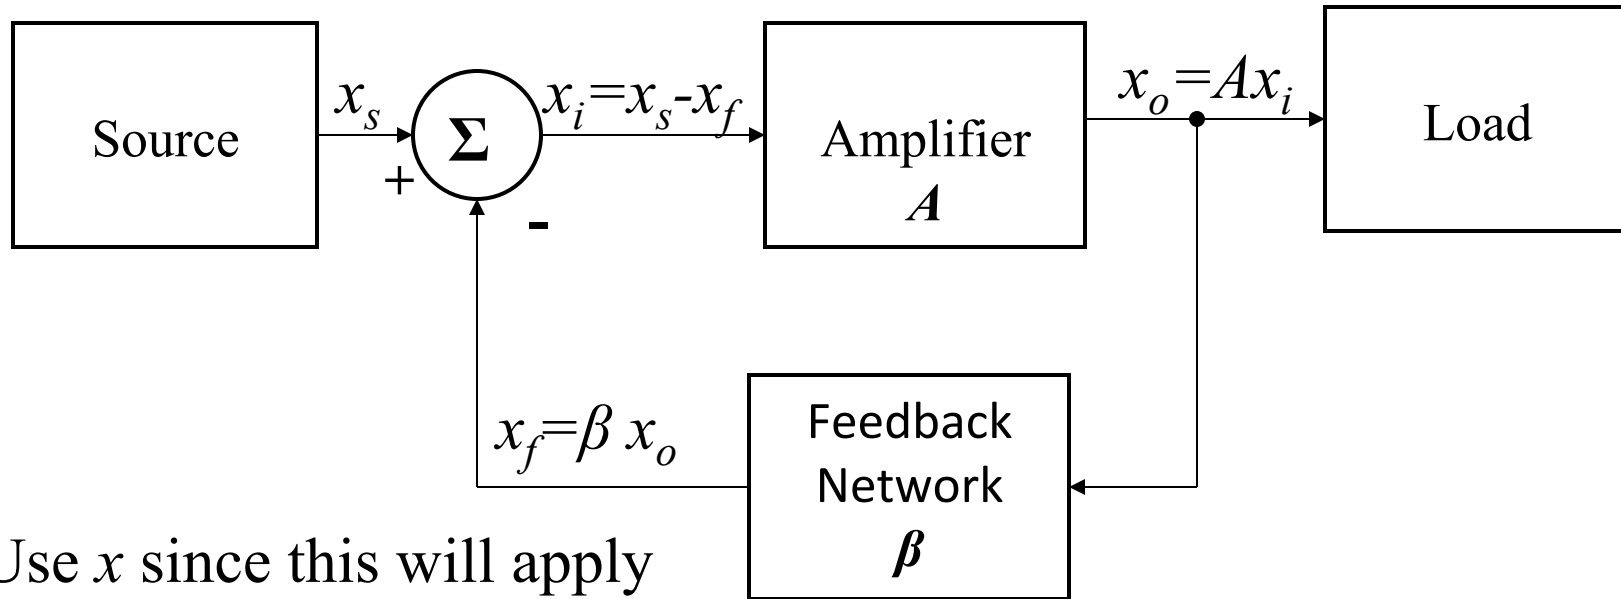 Source
x_s
+
Σ
-
x_i=x_s-x_f
Amplifier
A
x_o=Ax_i
Load
x_f=β x_o
Feedback
Network
β
Use x since this will apply